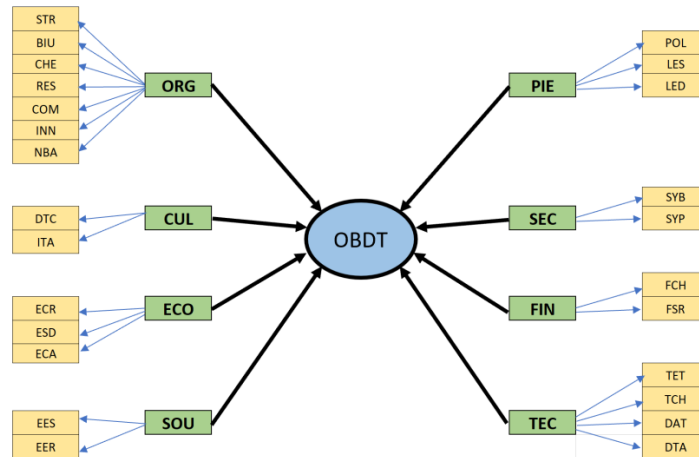 STR
BIU
CHE
RES
COM
INN
NBA
ORG
DTC
ITA
CUL
ECR
ESD
ECA
ECO
EES
EER
SOU
OBDT
PIE
POL
LES
LED
SEC
SYB
SYP
FIN
FCH
FSR
TEC
TET
TCH
DAT
DTA